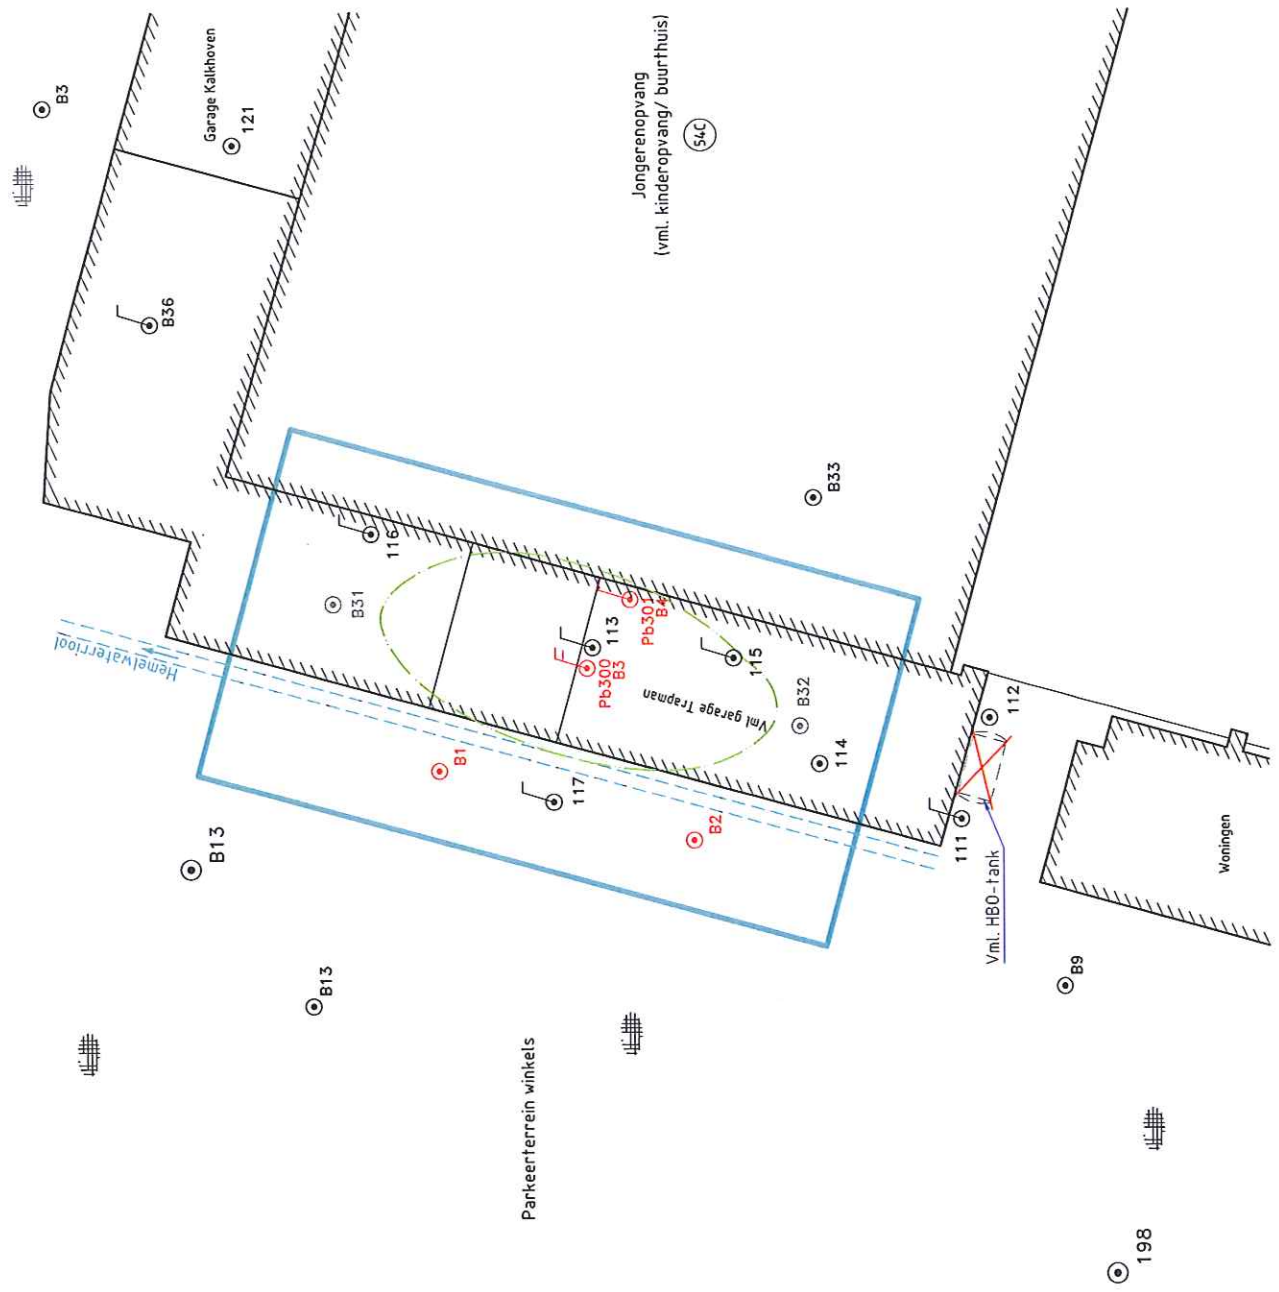 B3
Garage Kalkhoven
121
B36
Jongerenopvang
(vml. kinderopvang/ buurthuis)
54C
116
B31
Hemelwaterriool
B33
Pb301
B4
113
Pb300
B3
115
Vml garage Trapman
B32
B1
114
117
B2
112
B13
111
Vml. HBO-tank
Woningen
B13
B9
Parkeerterrein winkels
198